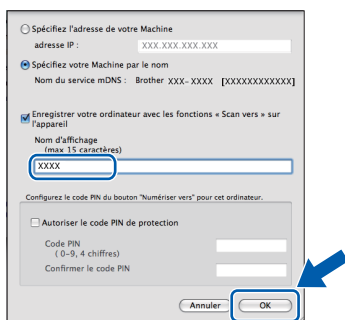 Spécifiez l'adresse de votre Machine
adresse IP : XXX.XXX.XXX.XXX
Spécifiez votre Machine par le nom
Nom du service mDNS : Brother XXX-XXXX [XXXXXXXXXXXX]
Enregistrer votre ordinateur avec les fonctions « Scan vers » sur
l'appareil
Nom d'affichage
(max 15 caractères)
XXXX
Configurez le code PIN du bouton "Numériser vers" pour cet ordinateur.
Autoriser le code PIN de protection
Code PIN
( 0-9, 4 chiffres)
Confirmer le code PIN
Annuler OK